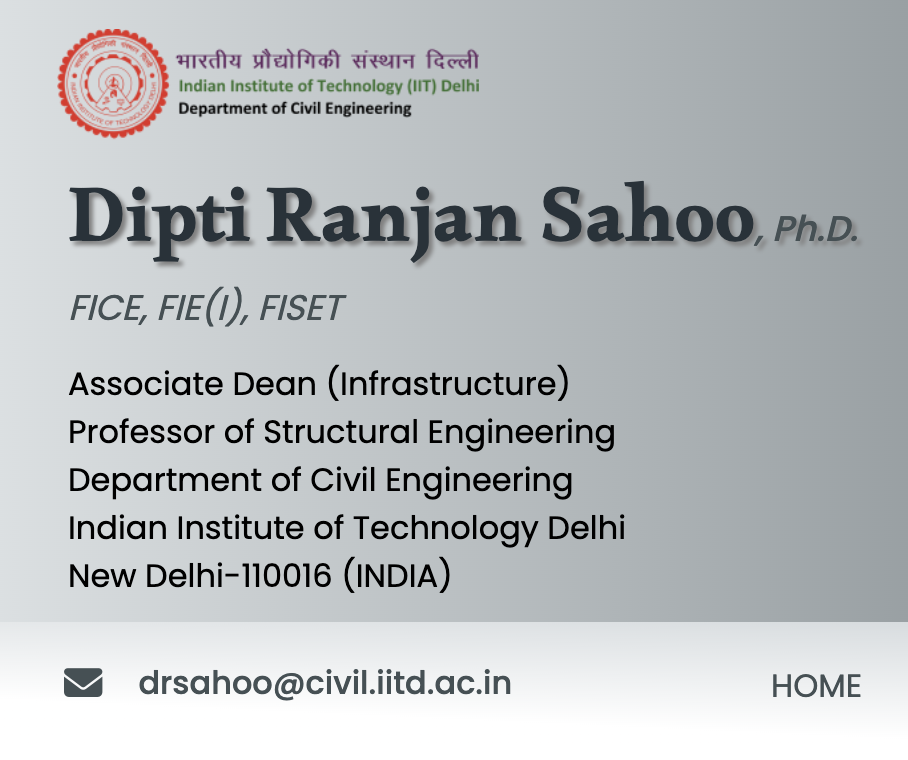 भारतीय प्रौद्योगिकी संस्थान दिल्ली
Indian Institute of Technology (IIT) Delhi
Department of Civil Engineering
Dipti Ranjan Sahoo, Ph.D.
FICE, FIE(I), FISET
Associate Dean (Infrastructure)
Professor of Structural Engineering
Department of Civil Engineering
Indian Institute of Technology Delhi
New Delhi-110016 (INDIA)
drsahoo@civil.iitd.ac.in
HOME